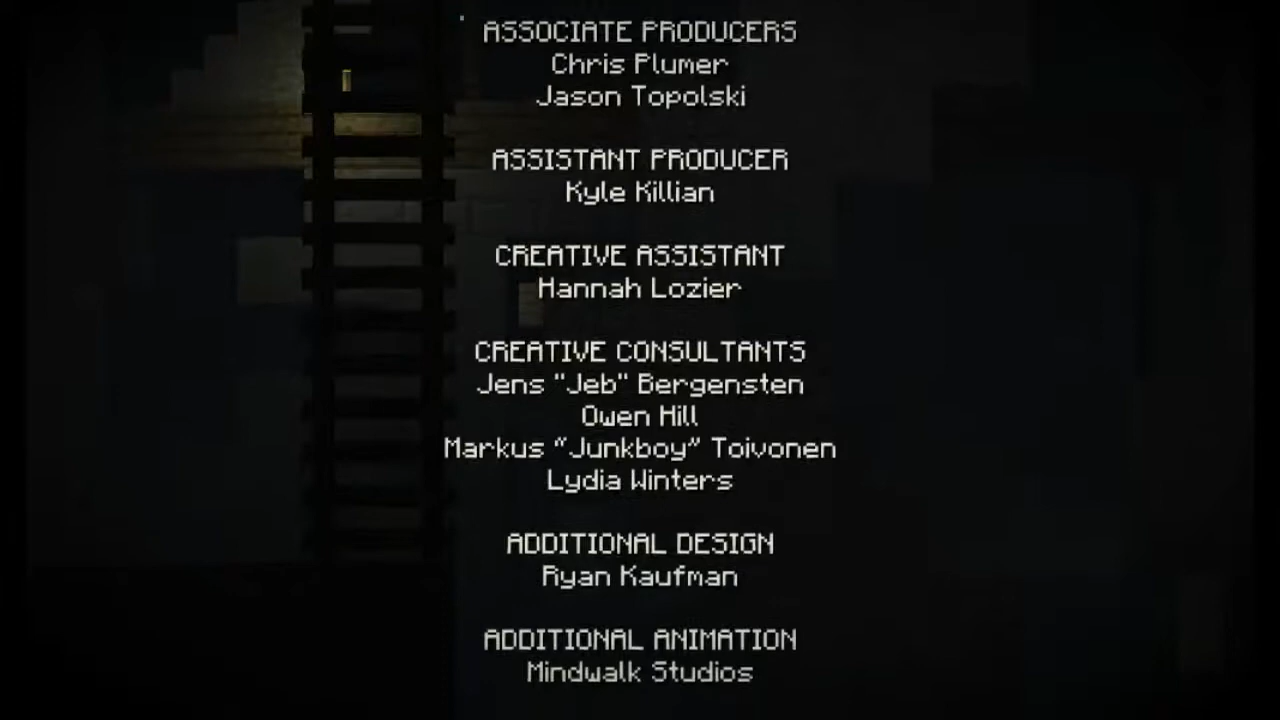 ASSOCIATE PRODUCERS
Chris Plumer
Jason Topolski
ASSISTANT PRODUCER
Kyle Killian
CREATIVE ASSISTANT
Hannah Lozier
CREATIVE CONSULTANTS
Jens "Jeb" Bergensten
Owen Hill
Markus “Junkboy” Toivonen
Lydia Winters
ADDITIONAL DESIGN
Ryan Kaufman
ADDITIONAL ANIMATION
Mindwalk Studios